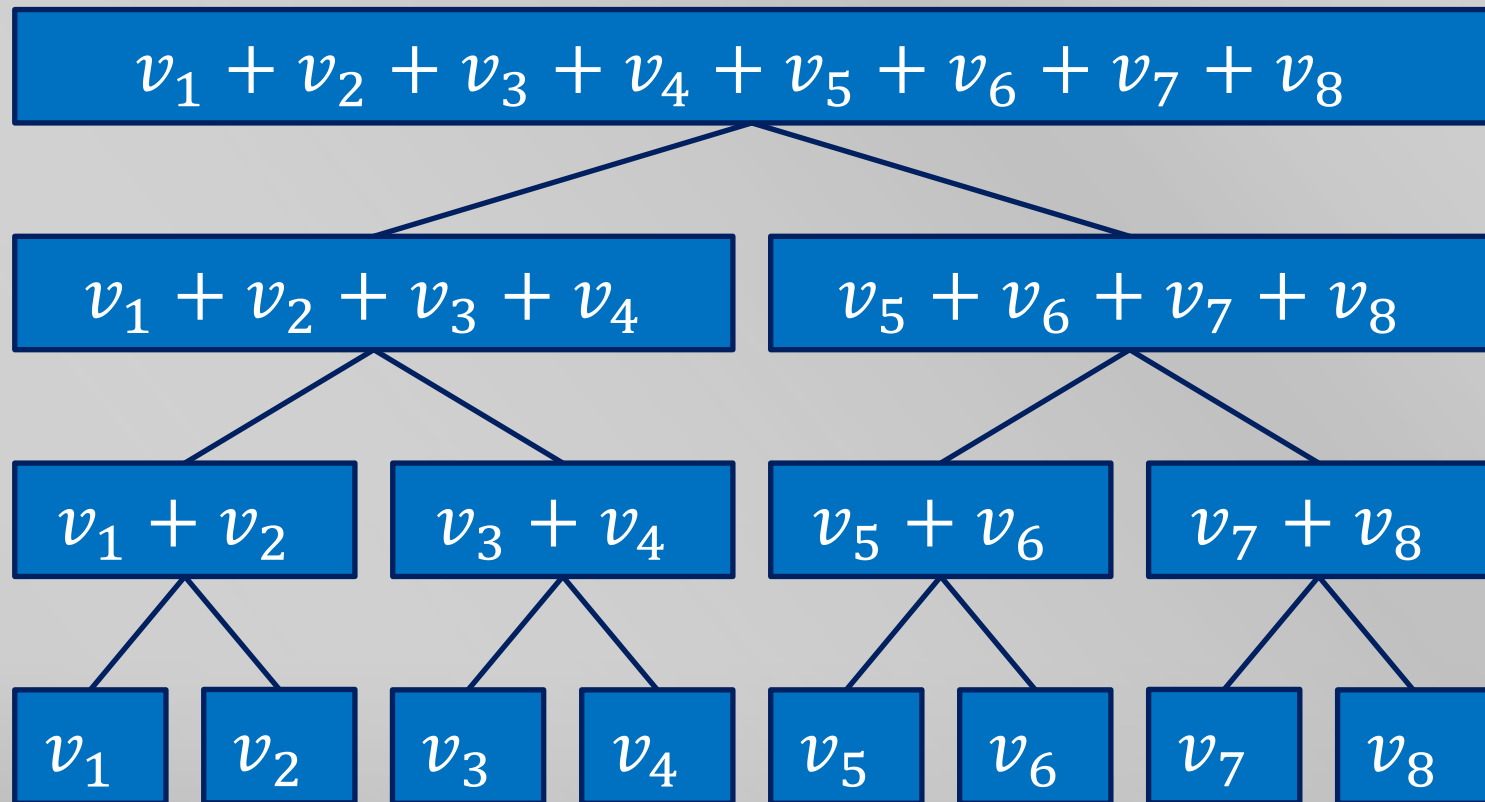 v₁ + v₂ + v₃ + v₄ + v₅ + v₆ + v₇ + v₈
v₁ + v₂ + v₃ + v₄ v₅ + v₆ + v₇ + v₈
v₁ + v₂ v₃ + v₄ v₅ + v₆ v₇ + v₈
v₁ v₂ v₃ v₄ v₅ v₆ v₇ v₈